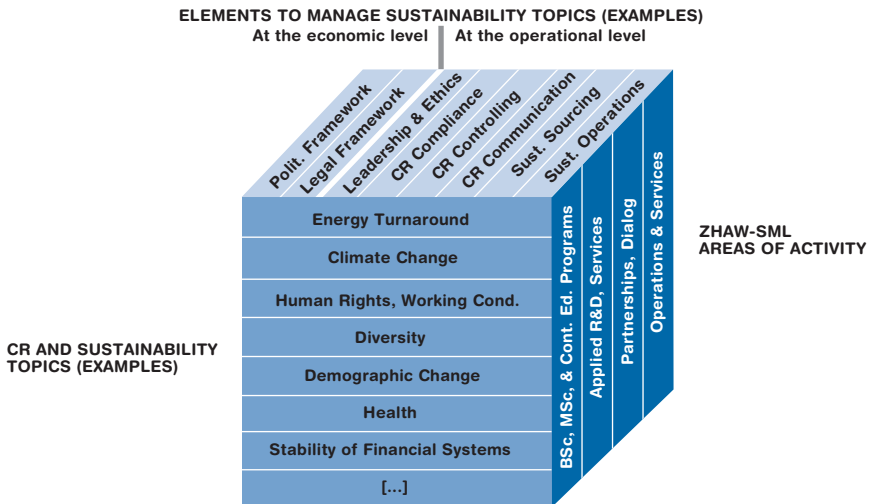 ELEMENTS TO MANAGE SUSTAINABILITY TOPICS (EXAMPLES)
At the economic level
At the operational level
Polit. Framework
Legal Framework
Leadership & Ethics
CR Compliance
CR Controlling
CR Communication
Sust. Sourcing
Sust. Operations
CR AND SUSTAINABILITY
TOPICS (EXAMPLES)
Energy Turnaround
Climate Change
Human Rights, Working Cond.
Diversity
Demographic Change
Health
Stability of Financial Systems
[...]
BSc, MSc, & Cont. Ed. Programs
Applied R&D, Services
Partnerships, Dialog
Operations & Services
ZHAW-SML
AREAS OF ACTIVITY